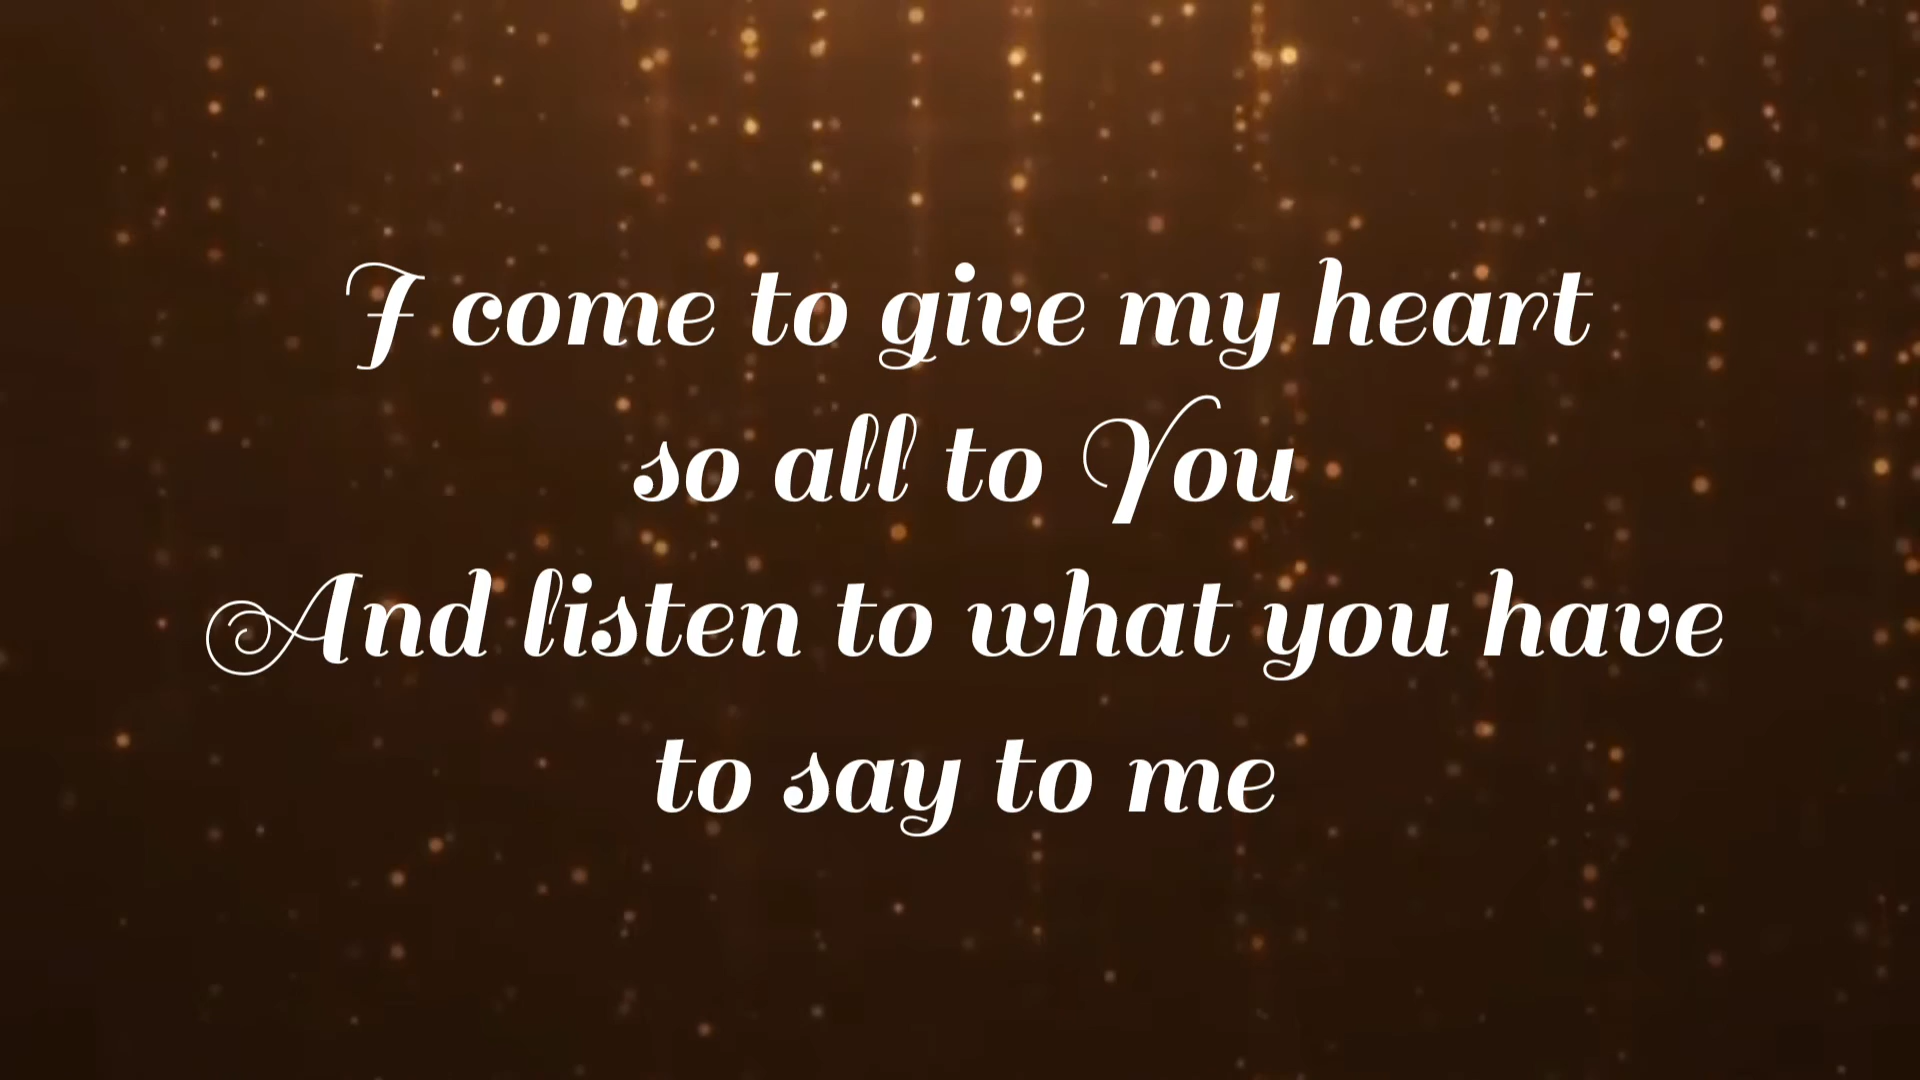 I come to give my heart
so all to You
And listen to what you have
to say to me